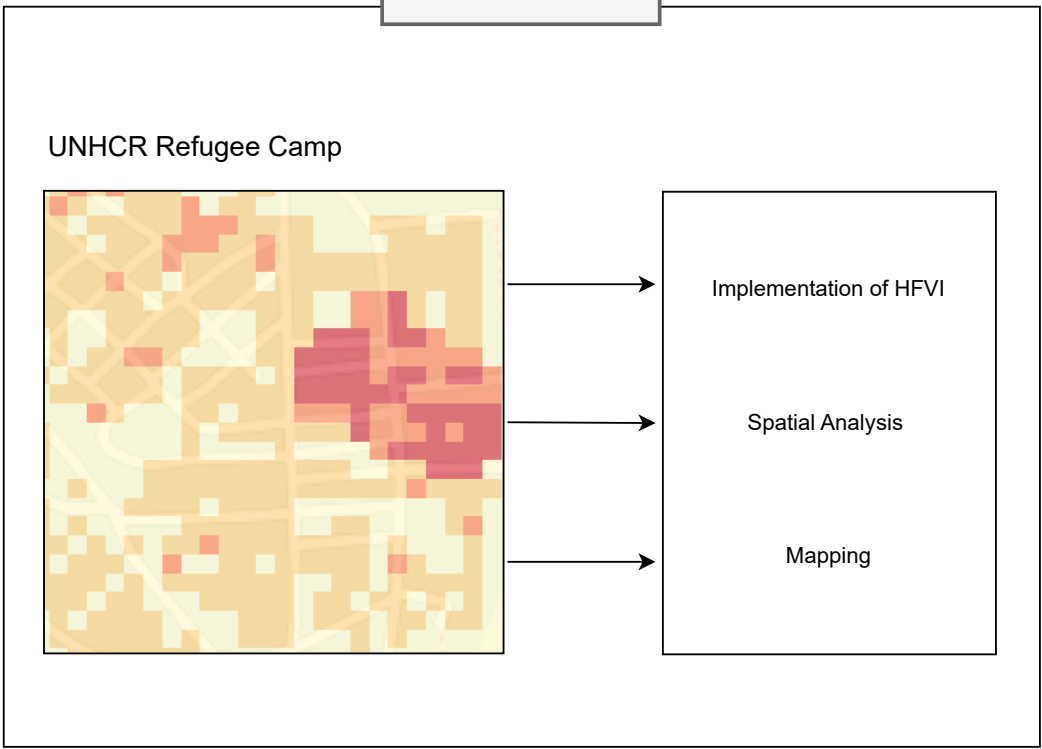 UNHCR Refugee Camp
Implementation of HFVI
Spatial Analysis
Mapping